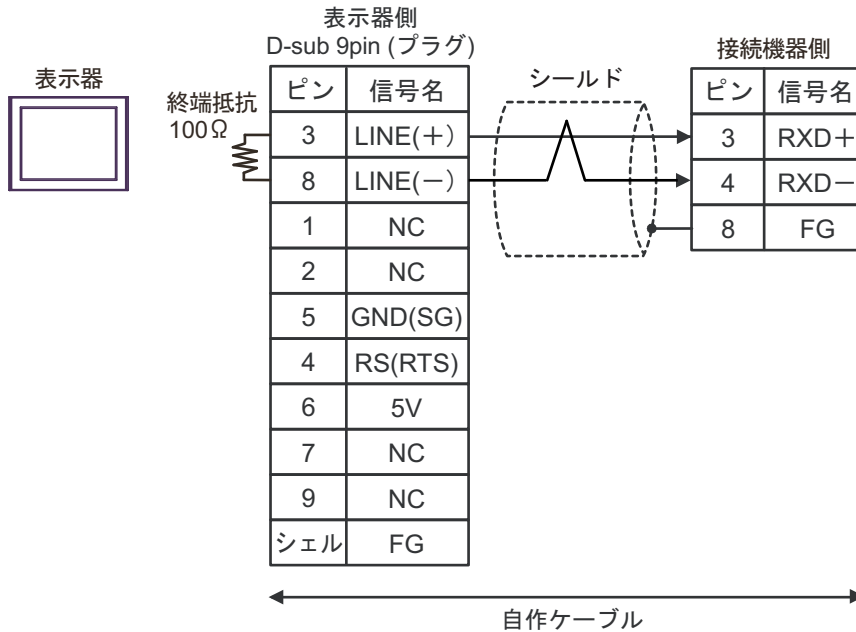 表示器側
D-sub 9pin (プラグ)
接続機器側
表示器
終端抵抗
100Ω
シールド
ピン 信号名
3 LINE(+)
8 LINE(-)
1 NC
2 NC
5 GND(SG)
4 RS(RTS)
6 5V
7 NC
9 NC
シェル FG
ピン 信号名
3 RXD+
4 RXD-
8 FG
自作ケーブル